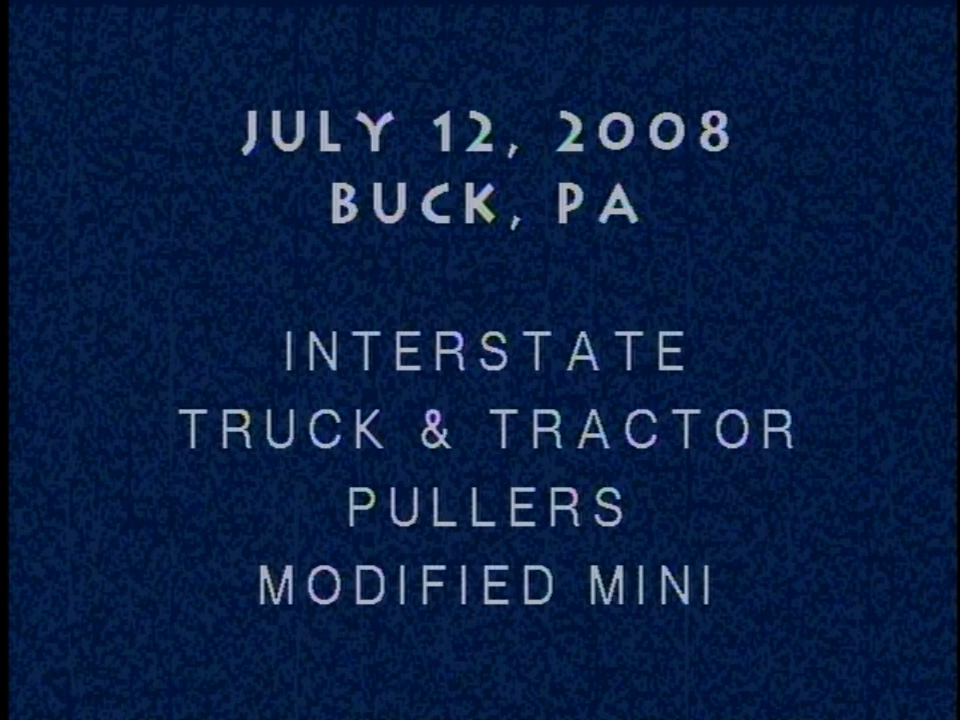 JULY 12, 2008
BUCK, PA
INTERSTATE
TRUCK & TRACTOR
PULLERS
MODIFIED MINI